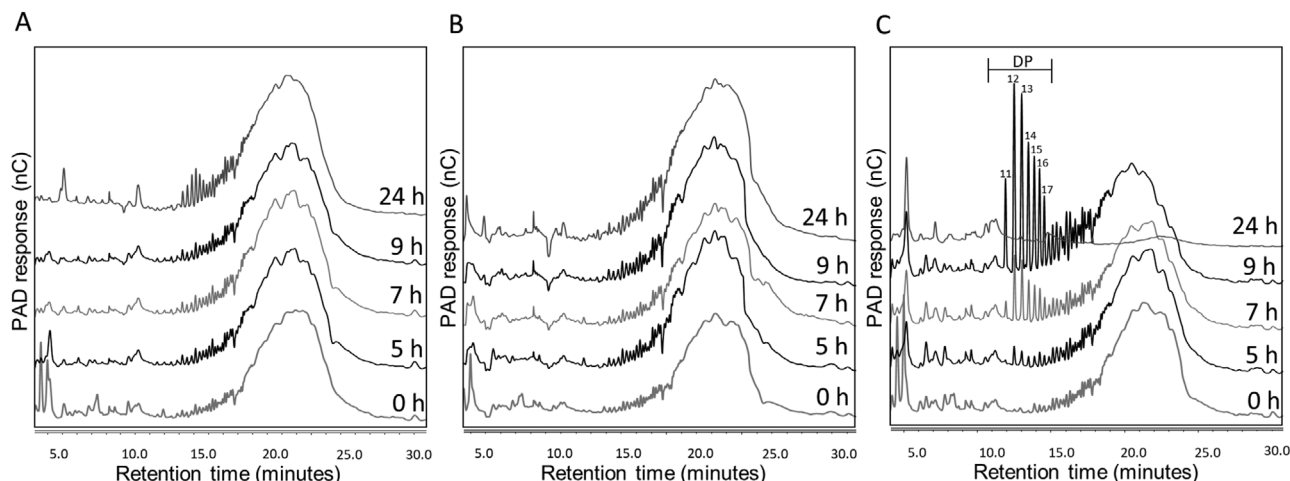 A
PAD response (nC)
24 h
9 h
7 h
5 h
0 h
5.0 10.0 15.0 20.0 25.0 30.0
Retention time (minutes)
B
PAD response (nC)
24 h
9 h
7 h
5 h
0 h
5.0 10.0 15.0 20.0 25.0 30.0
Retention time (minutes)
C
PAD response (nC)
DP
12
13
14
15
16
11
17
24 h
9 h
7 h
5 h
0 h
5.0 10.0 15.0 20.0 25.0 30.0
Retention time (minutes)